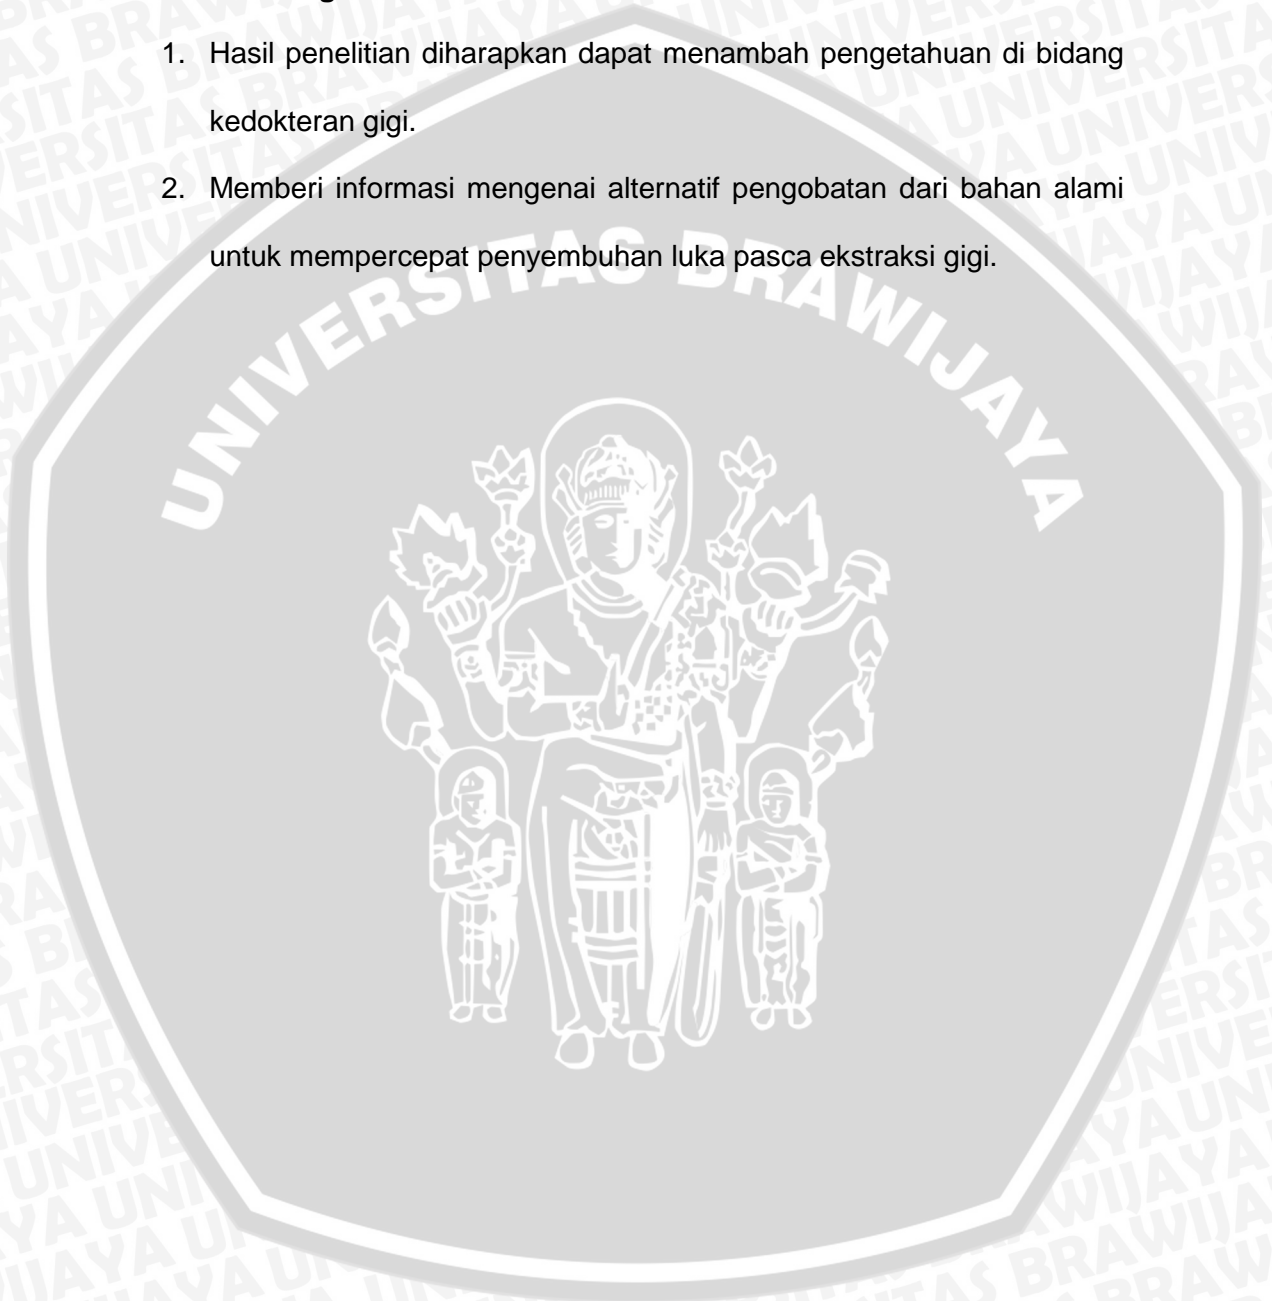 1. Hasil penelitian diharapkan dapat menambah pengetahuan di bidang
kedokteran gigi.
2. Memberi informasi mengenai alternatif pengobatan dari bahan alami
untuk mempercepat penyembuhan luka pasca ekstraksi gigi.
UNIVERSITAS BRAWIJAYA